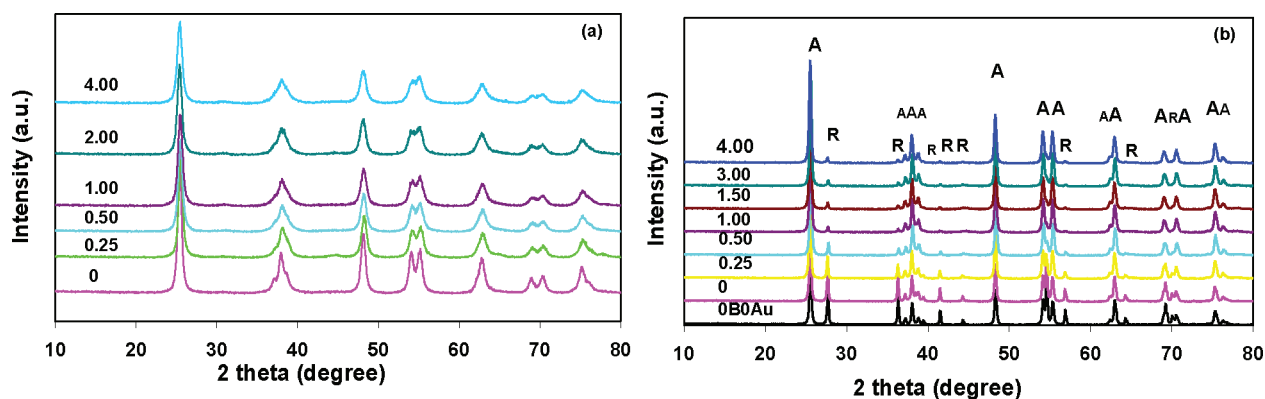 (a)
4.00
2.00
1.00
0.50
0.25
0
Intensity (a.u.)
10 20 30 40 50 60 70 80
2 theta (degree)
(b)
A
A
R AAA R R R AA R AA R ARA AA
4.00
3.00
1.50
1.00
0.50
0.25
0
0B0Au
Intensity (a.u.)
10 20 30 40 50 60 70 80
2 theta (degree)